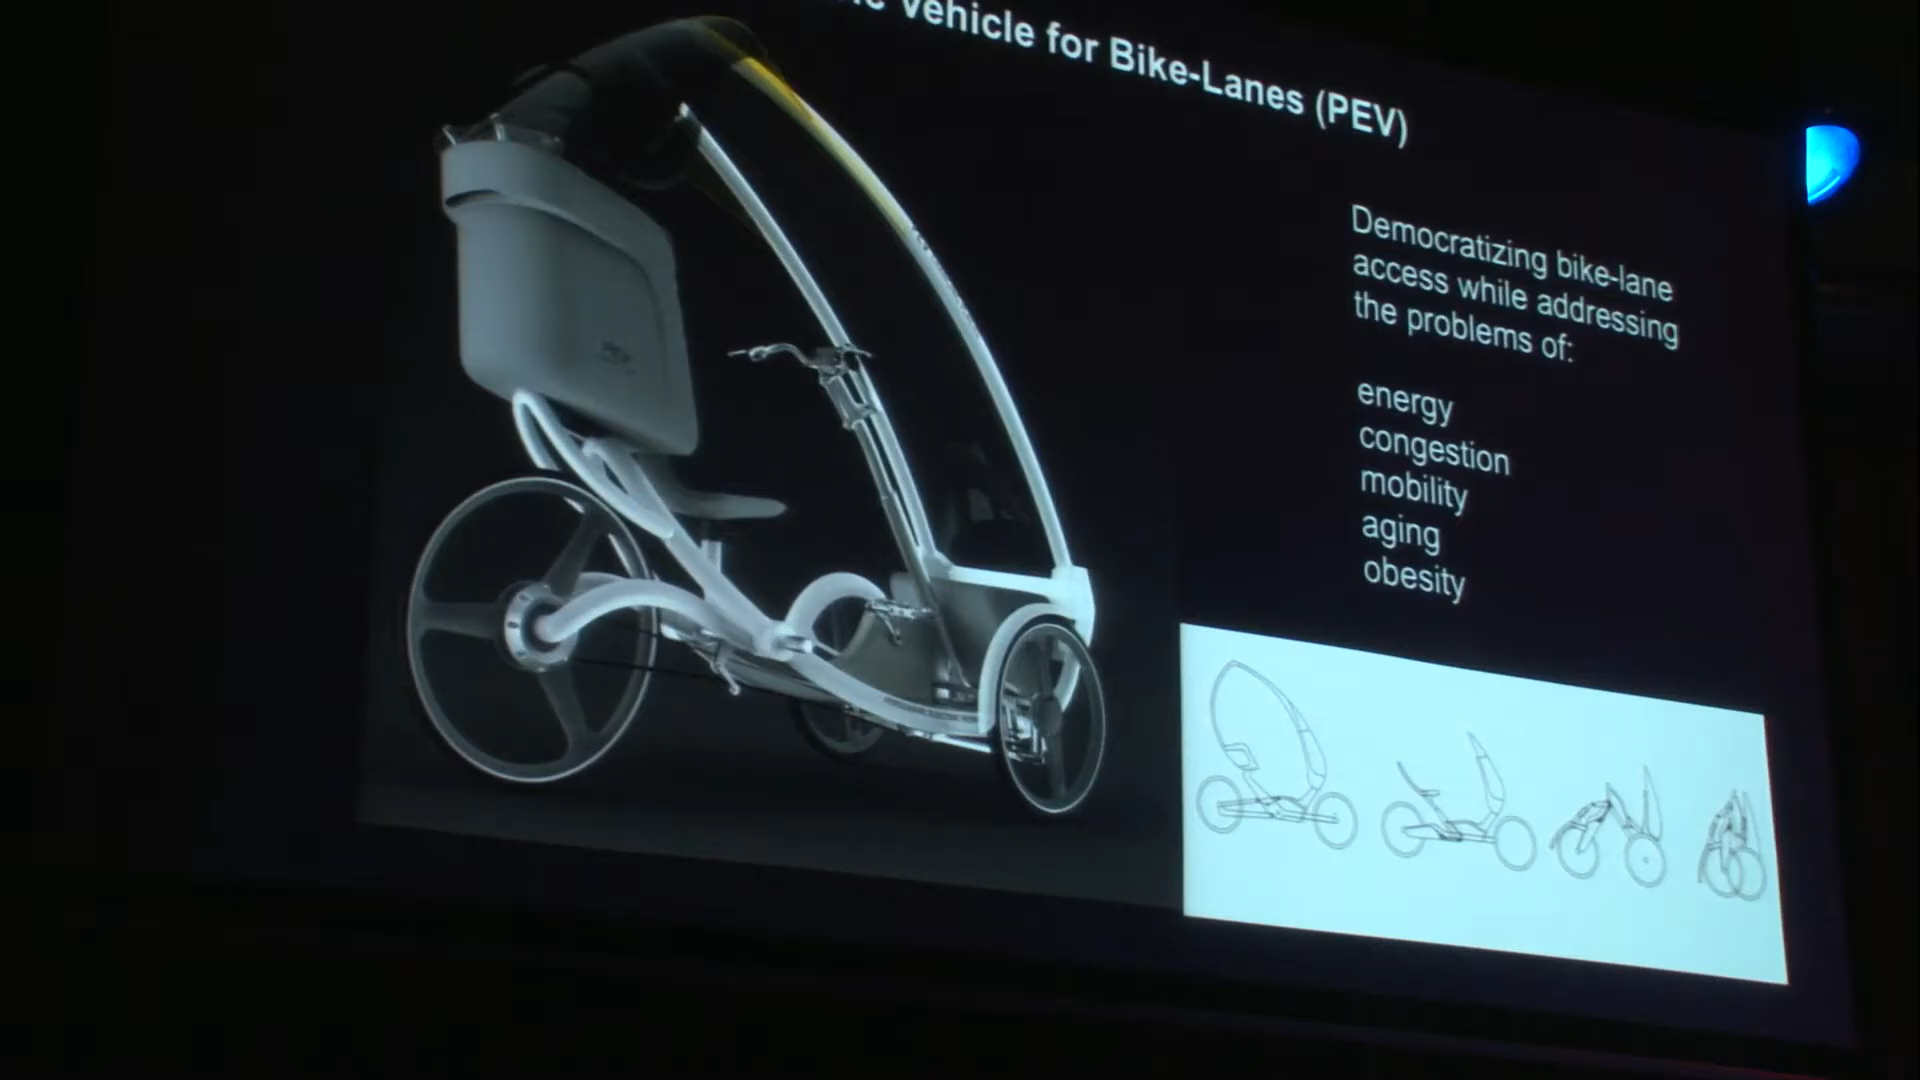 Vehicle for Bike-Lanes (PEV)
Democratizing bike-lane
access while addressing
the problems of:
energy
congestion
mobility
aging
obesity